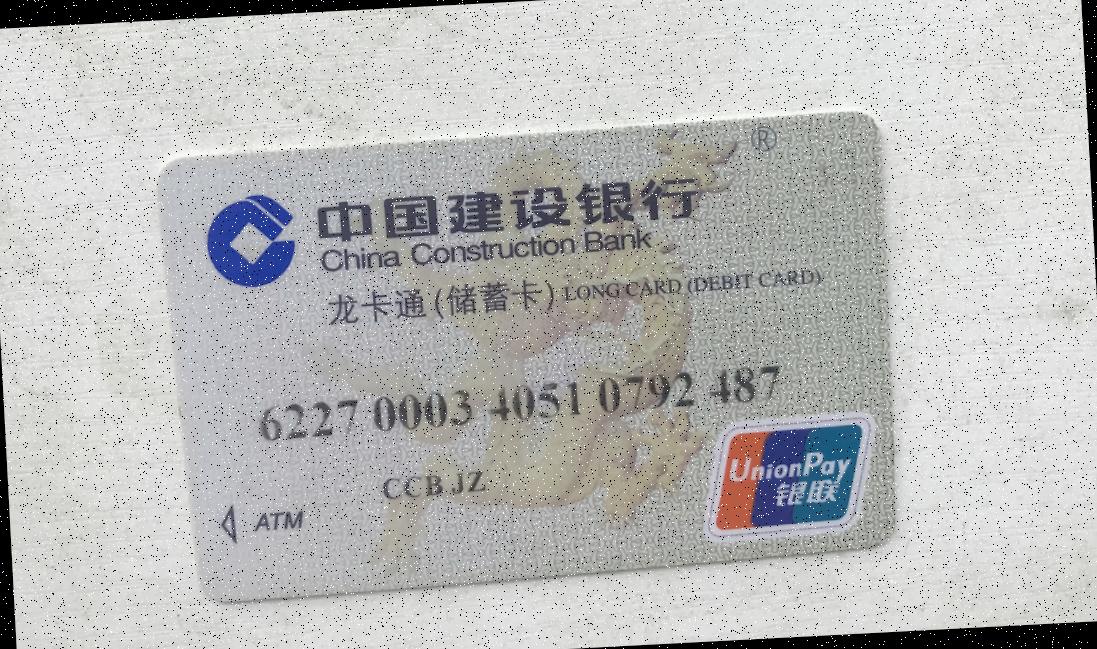 ®
中国建设银行
China Construction Bank
龙卡通(储蓄卡) LONG CARD (DEBIT CARD)
6227 0003 4051 0792 487
CCB JZ
ATM
UnionPay
银联